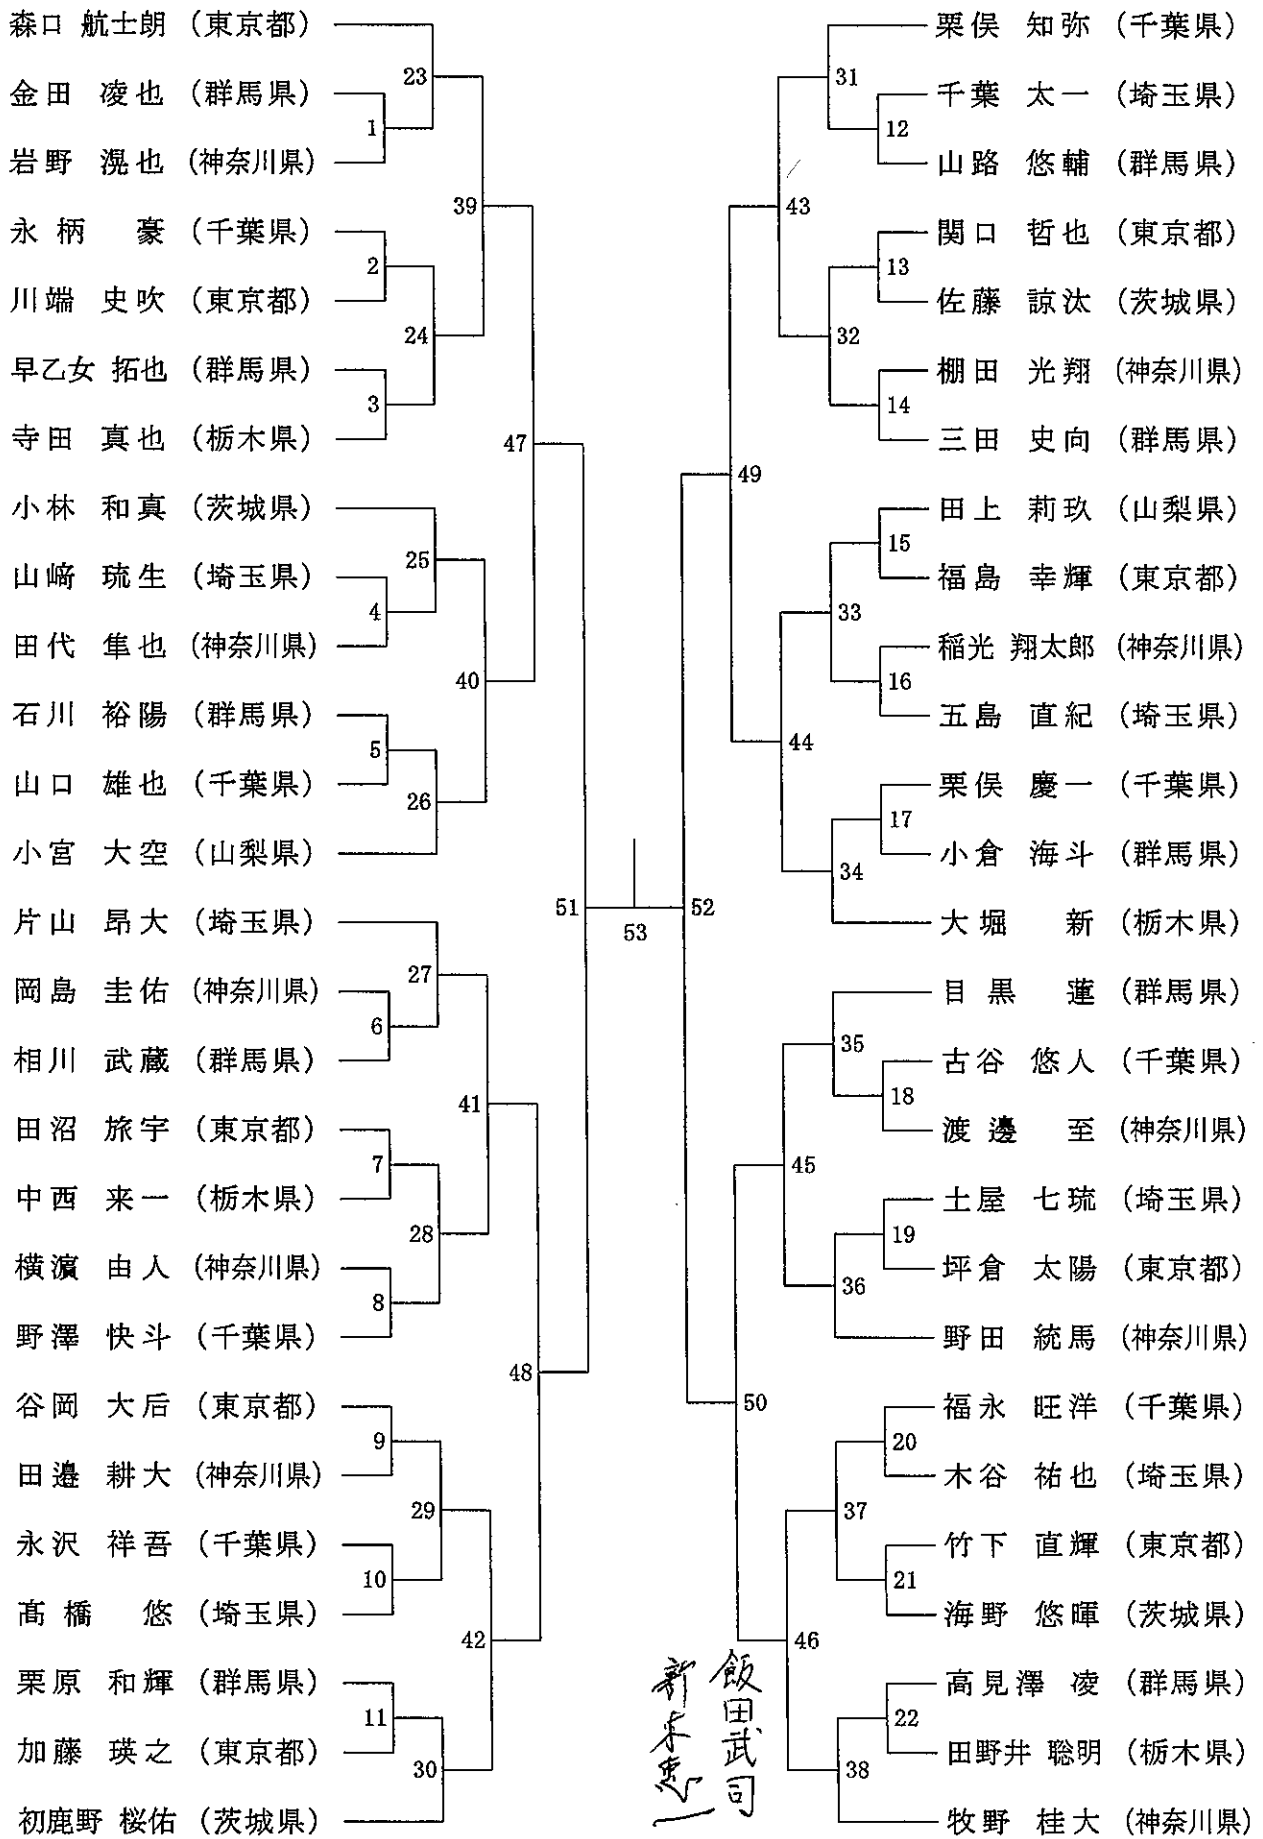 森口 航士朗 (東京都)
金田 凌也 (群馬県)
岩野 滉也 (神奈川県)
永柄 豪 (千葉県)
川端 史吹 (東京都)
早乙女 拓也 (群馬県)
寺田 真也 (栃木県)
小林 和真 (茨城県)
山﨑 琉生 (埼玉県)
田代 隼也 (神奈川県)
石川 裕陽 (群馬県)
山口 雄也 (千葉県)
小宮 大空 (山梨県)
片山 昂大 (埼玉県)
岡島 圭佑 (神奈川県)
相川 武蔵 (群馬県)
田沼 旅宇 (東京都)
中西 来一 (栃木県)
横濵 由人 (神奈川県)
野澤 快斗 (千葉県)
谷岡 大后 (東京都)
田邉 耕大 (神奈川県)
永沢 祥吾 (千葉県)
髙橋 悠 (埼玉県)
栗原 和輝 (群馬県)
加藤 瑛之 (東京都)
初鹿野 桜佑 (茨城県)
1
2
3
4
5
6
7
8
9
10
11
23
24
25
26
27
28
29
30
39
40
41
42
47
48
51
53
52
49
50
43
44
45
46
31
32
33
34
35
36
37
38
12
13
14
15
16
17
18
19
20
21
22
栗俣 知弥 (千葉県)
千葉 太一 (埼玉県)
山路 悠輔 (群馬県)
関口 哲也 (東京都)
佐藤 諒汰 (茨城県)
棚田 光翔 (神奈川県)
三田 史向 (群馬県)
田上 莉玖 (山梨県)
福島 幸輝 (東京都)
稲光 翔太郎 (神奈川県)
五島 直紀 (埼玉県)
栗俣 慶一 (千葉県)
小倉 海斗 (群馬県)
大堀 新 (栃木県)
目黒 蓮 (群馬県)
古谷 悠人 (千葉県)
渡邊 至 (神奈川県)
土屋 七琉 (埼玉県)
坪倉 太陽 (東京都)
野田 統馬 (神奈川県)
福永 旺洋 (千葉県)
木谷 祐也 (埼玉県)
竹下 直輝 (東京都)
海野 悠暉 (茨城県)
高見澤 凌 (群馬県)
田野井 聡明 (栃木県)
牧野 桂大 (神奈川県)
飯田武司